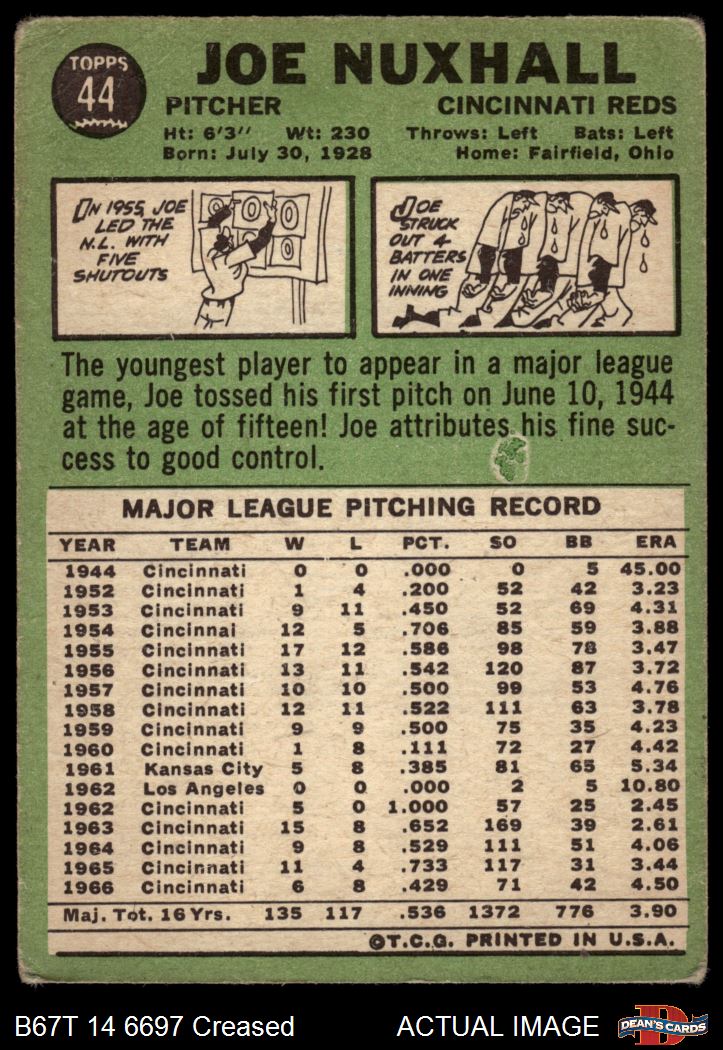 TOPPS
44
JOE NUXHALL
PITCHER CINCINNATI REDS
Ht: 6'3" Wt: 230 Throws: Left Bats: Left
Born: July 30, 1928 Home: Fairfield, Ohio
IN 1955, JOE
LED THE
N.L. WITH
FIVE
SHUTOUTS
0 0 0
0
JOE
STRUCK
OUT 4
BATTERS
IN ONE
INNING
The youngest player to appear in a major league
game, Joe tossed his first pitch on June 10, 1944
at the age of fifteen! Joe attributes his fine suc-
cess to good control.
MAJOR LEAGUE PITCHING RECORD
YEAR TEAM W L PCT. SO BB ERA
1944 Cincinnati 0 0 .000 0 5 45.00
1952 Cincinnati 1 4 .200 52 42 3.23
1953 Cincinnati 9 11 .450 52 69 4.31
1954 Cincinnai 12 5 .706 85 59 3.88
1955 Cincinnati 17 12 .586 98 78 3.47
1956 Cincinnati 13 11 .542 120 87 3.72
1957 Cincinnati 10 10 .500 99 53 4.76
1958 Cincinnati 12 11 .522 111 63 3.78
1959 Cincinnati 9 9 .500 75 35 4.23
1960 Cincinnati 1 8 .111 72 27 4.42
1961 Kansas City 5 8 .385 81 65 5.34
1962 Los Angeles 0 0 .000 2 5 10.80
1962 Cincinnati 5 0 1.000 57 25 2.45
1963 Cincinnati 15 8 .652 169 39 2.61
1964 Cincinnati 9 8 .529 111 51 4.06
1965 Cincinnati 11 4 .733 117 31 3.44
1966 Cincinnati 6 8 .429 71 42 4.50
Maj. Tot. 16 Yrs. 135 117 .536 1372 776 3.90
©T.C.G. PRINTED IN U.S.A.
B67T 14 6697 Creased ACTUAL IMAGE D DEAN'S CARDS